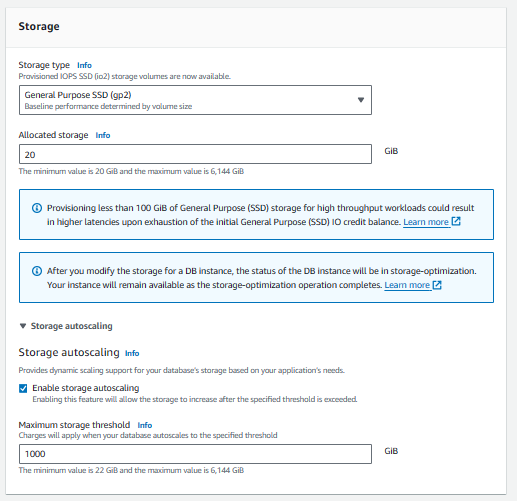 Storage
Storage type Info
Provisioned IOPS SSD (io2) storage volumes are now available.
General Purpose SSD (gp2)
Baseline performance determined by volume size
Allocated storage Info
20
GiB
The minimum value is 20 GiB and the maximum value is 6,144 GiB
Provisioning less than 100 GiB of General Purpose (SSD) storage for high throughput workloads could result
in higher latencies upon exhaustion of the initial General Purpose (SSD) IO credit balance. Learn more
After you modify the storage for a DB instance, the status of the DB instance will be in storage-optimization.
Your instance will remain available as the storage-optimization operation completes. Learn more
Storage autoscaling
Storage autoscaling Info
Provides dynamic scaling support for your database's storage based on your application's needs.
Enable storage autoscaling
Enabling this feature will allow the storage to increase after the specified threshold is exceeded.
Maximum storage threshold Info
Charges will apply when your database autoscales to the specified threshold
1000
GiB
The minimum value is 22 GiB and the maximum value is 6,144 GiB